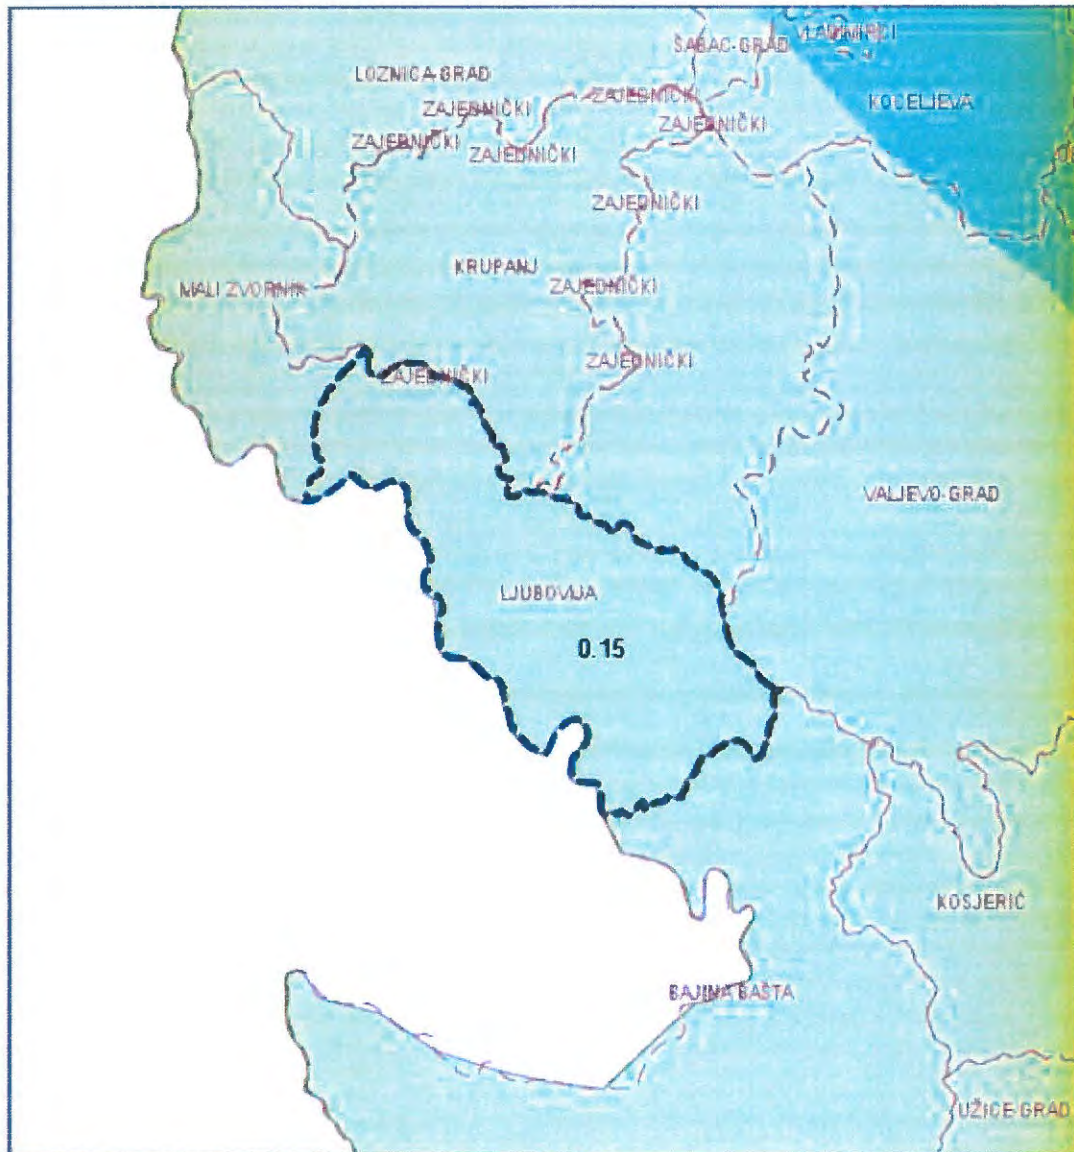 VLADIMIRCI
ŠABAC-GRAD
LOZNICA-GRAD
ZAJEDNIČKI
KOCELJEVA
ZAJEDNIČKI
ZAJEDNIČKI
ZAJEDNIČKI
ZAJEDNIČKI
ZAJEDNIČKI
KRUPANJ
MALI ZVORNIK
ZAJEDNIČKI
ZAJEDNIČKI
ZAJEDNIČKI
VALJEVO-GRAD
LJUBOVIJA
0.15
KOSJERIĆ
BAJINA BAŠTA
UŽICE-GRAD